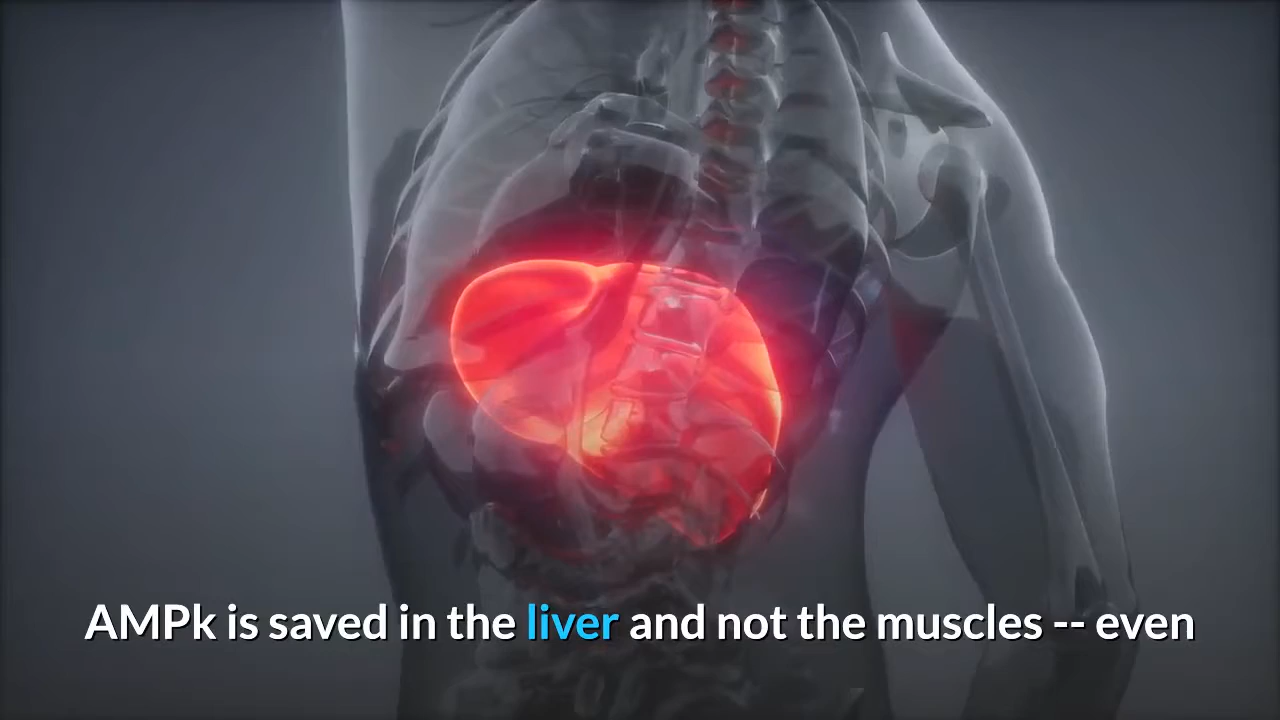 AMPk is saved in the liver and not the muscles -- even